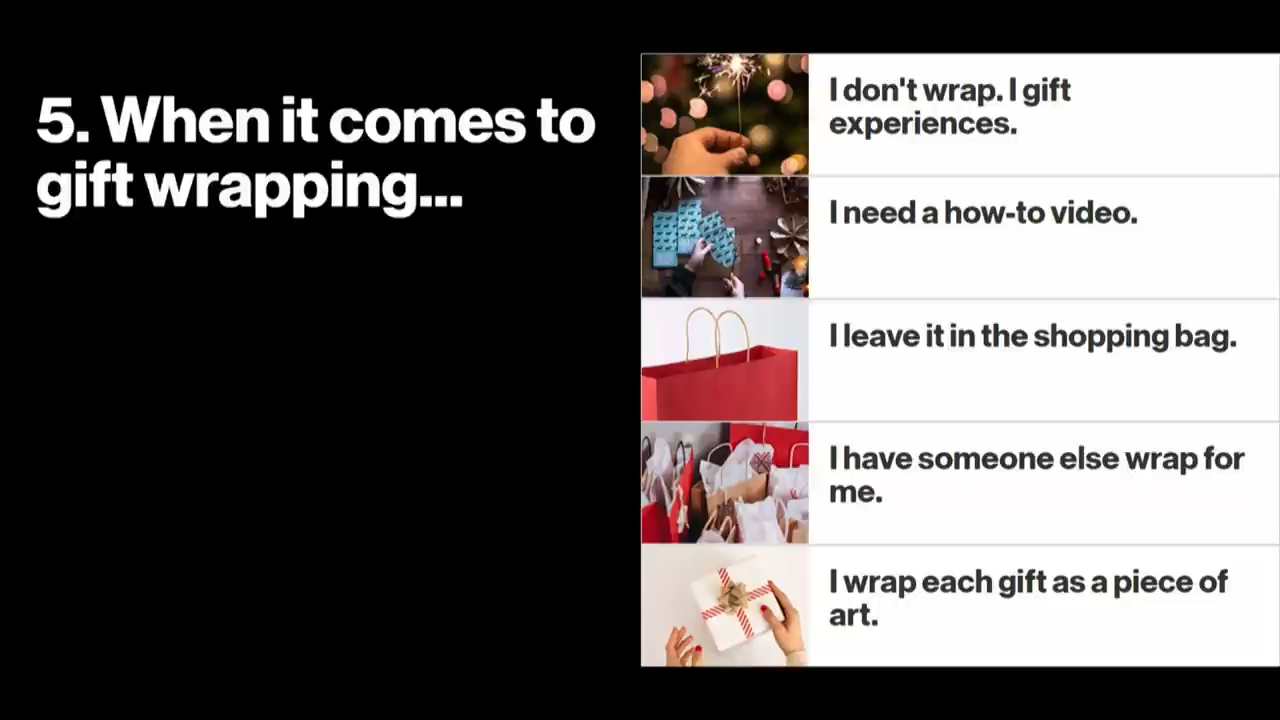 5. When it comes to
gift wrapping...
I don't wrap. I gift
experiences.
I need a how-to video.
I leave it in the shopping bag.
I have someone else wrap for
me.
I wrap each gift as a piece of
art.